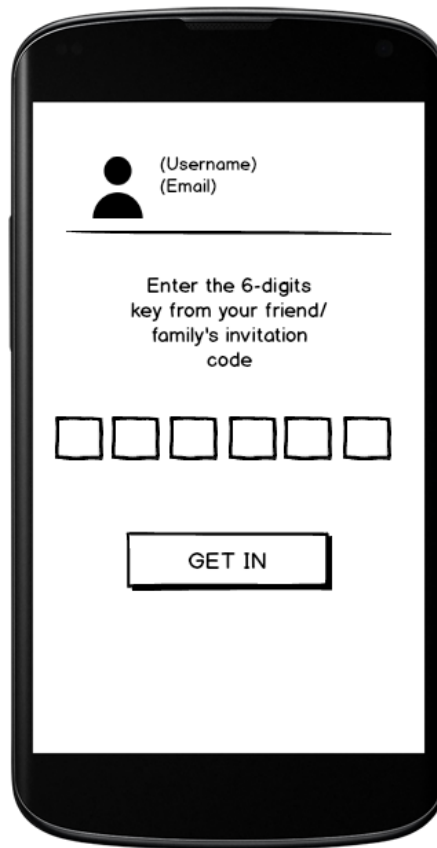 (Username)
(Email)
Enter the 6-digits
key from your friend/
family's invitation
code
GET IN